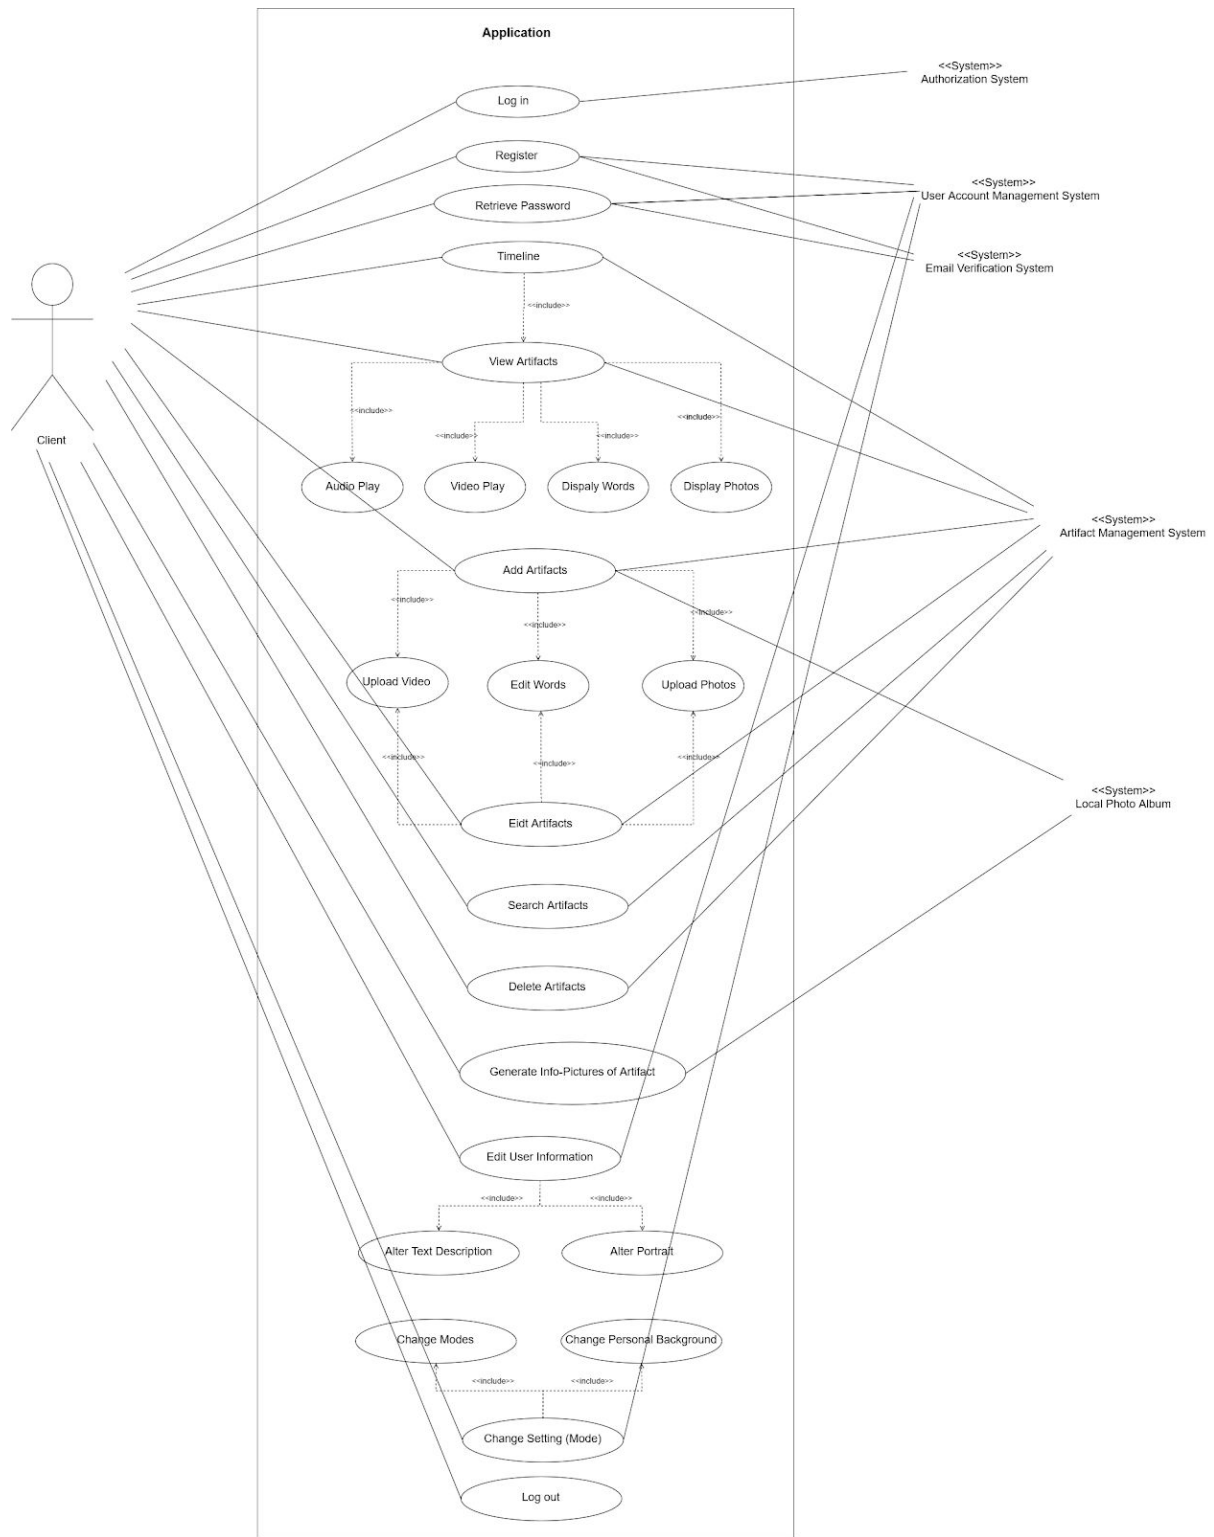 Application
<<System>>
Authorization System
Log in
Register
<<System>>
User Account Management System
Retrieve Password
Timeline
<<System>>
Email Verification System
<<include>>
View Artifacts
<<include>>
<<include>>
<<include>>
<<include>>
Client
Audio Play
Video Play
Dispaly Words
Display Photos
<<System>>
Artifact Management System
Add Artifacts
<<include>>
<<include>>
<<include>>
Upload Video
Edit Words
Upload Photos
<<include>>
<<include>>
<<include>>
<<System>>
Local Photo Album
Eidt Artifacts
Search Artifacts
Delete Artifacts
Generate Info-Pictures of Artifact
Edit User Information
<<include>>
<<include>>
Alter Text Description
Alter Portrait
Change Modes
Change Personal Background
<<include>>
<<include>>
Change Setting (Mode)
Log out